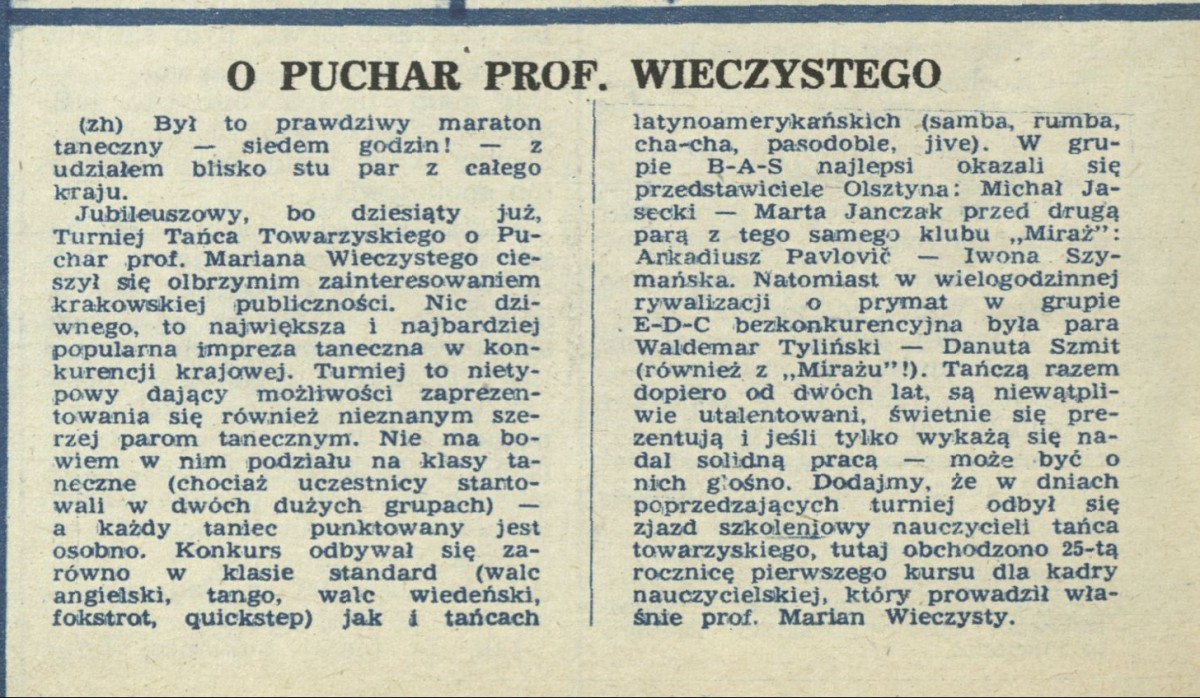 O PUCHAR PROF. WIECZYSTEGO
(zh) Był to prawdziwy maraton
taneczny — siedem godzin! — z
udziałem blisko stu par z całego
kraju.
Jubileuszowy, bo dziesiąty już,
Turniej Tańca Towarzyskiego o Pu-
char prof. Mariana Wieczystego cie-
szył się olbrzymim zainteresowaniem
krakowskiej publiczności. Nic dzi-
wnego, to największa i najbardziej
popularna impreza taneczna w kon-
kurencji krajowej. Turniej to niety-
powy dający możliwości zaprezen-
towania się również nieznanym sze-
rzej parom tanecznym. Nie ma bo-
wiem w nim podziału na klasy ta-
neczne (chociaż uczestnicy starto-
wali w dwóch dużych grupach) —
a każdy taniec punktowany jest
osobno. Konkurs odbywał się za-
równo w klasie standard (walc
angielski, tango, walc wiedeński,
fokstrot, quickstep) jak i tańcach
latynoamerykańskich (samba, rumba,
cha-cha, pasodoble, jive). W gru-
pie B-A-S najlepsi okazali się
przedstawiciele Olsztyna: Michał Ja-
secki — Marta Janczak przed drugą
parą z tego samego klubu „Miraż”:
Arkadiusz Pavlovič — Iwona Szy-
mańska. Natomiast w wielogodzinnej
rywalizacji o prymat w grupie
E-D-C bezkonkurencyjna była para
Waldemar Tyliński — Danuta Szmit
(również z „Mirażu”!). Tańczą razem
dopiero od dwóch lat, są niewątpli-
wie utalentowani, świetnie się pre-
zentują i jeśli tylko wykażą się na-
dal solidną pracą — może być o
nich głośno. Dodajmy, że w dniach
poprzedzających turniej odbył się
zjazd szkoleniowy nauczycieli tańca
towarzyskiego, tutaj obchodzono 25-tą
rocznicę pierwszego kursu dla kadry
nauczycielskiej, który prowadził wła-
śnie prof. Marian Wieczysty.